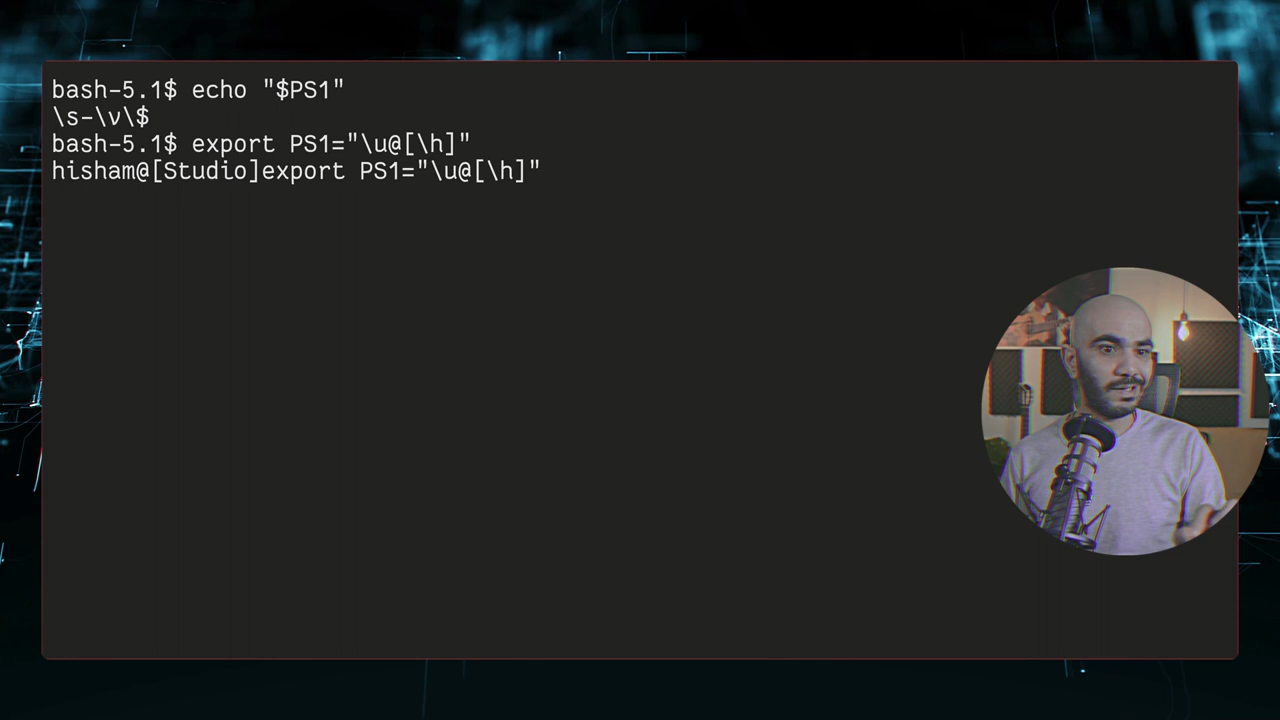 bash-5.1$ echo "$PS1"
\s-\v\$
bash-5.1$ export PS1="\u@[\h]"
hisham@[Studio]export PS1="\u@[\h]"